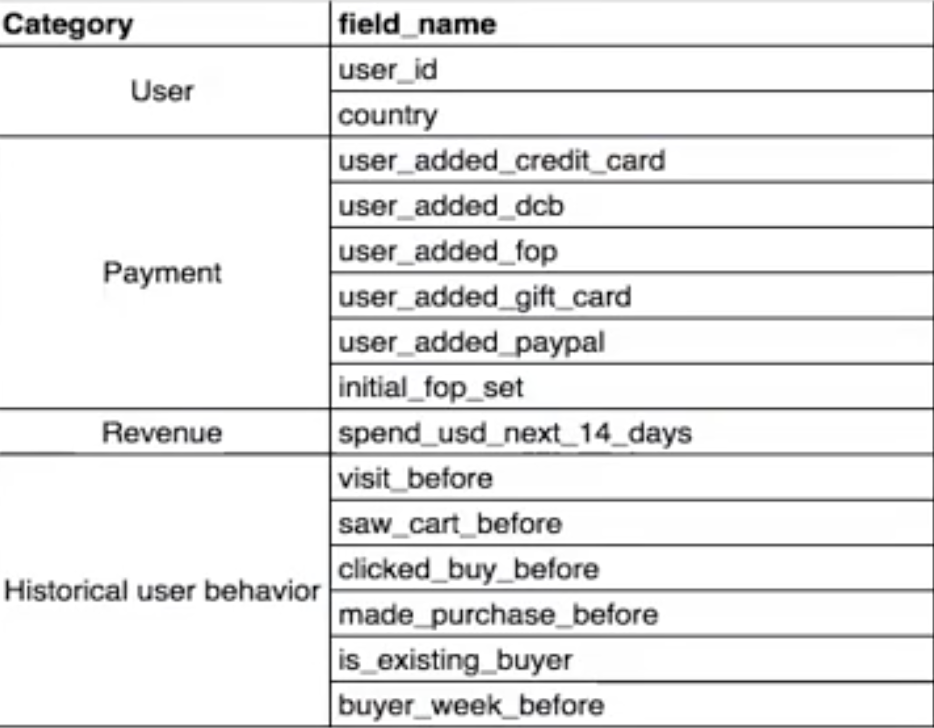 Category field_name
User
user_id
country
Payment
user_added_credit_card
user_added_dcb
user_added_fop
user_added_gift_card
user_added_paypal
initial_fop_set
Revenue spend_usd_next_14_days
Historical user behavior
visit_before
saw_cart_before
clicked_buy_before
made_purchase_before
is_existing_buyer
buyer_week_before